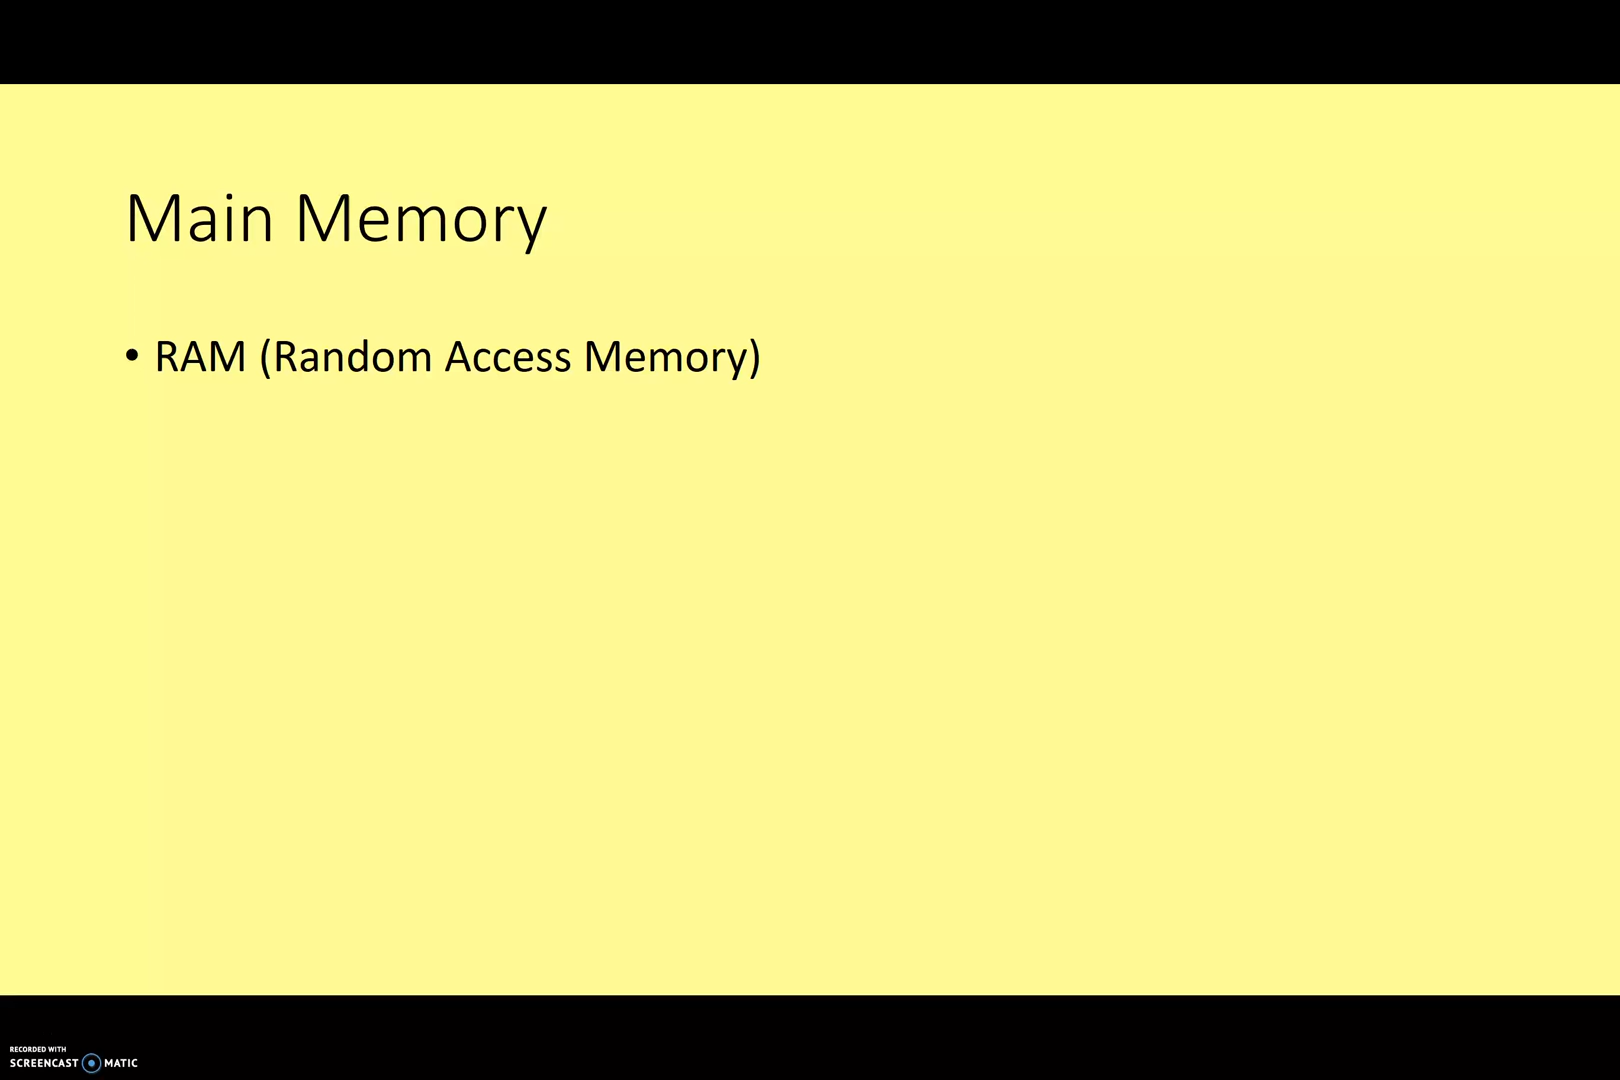 Main Memory
• RAM (Random Access Memory)
RECORDED WITH
SCREENCAST MATIC